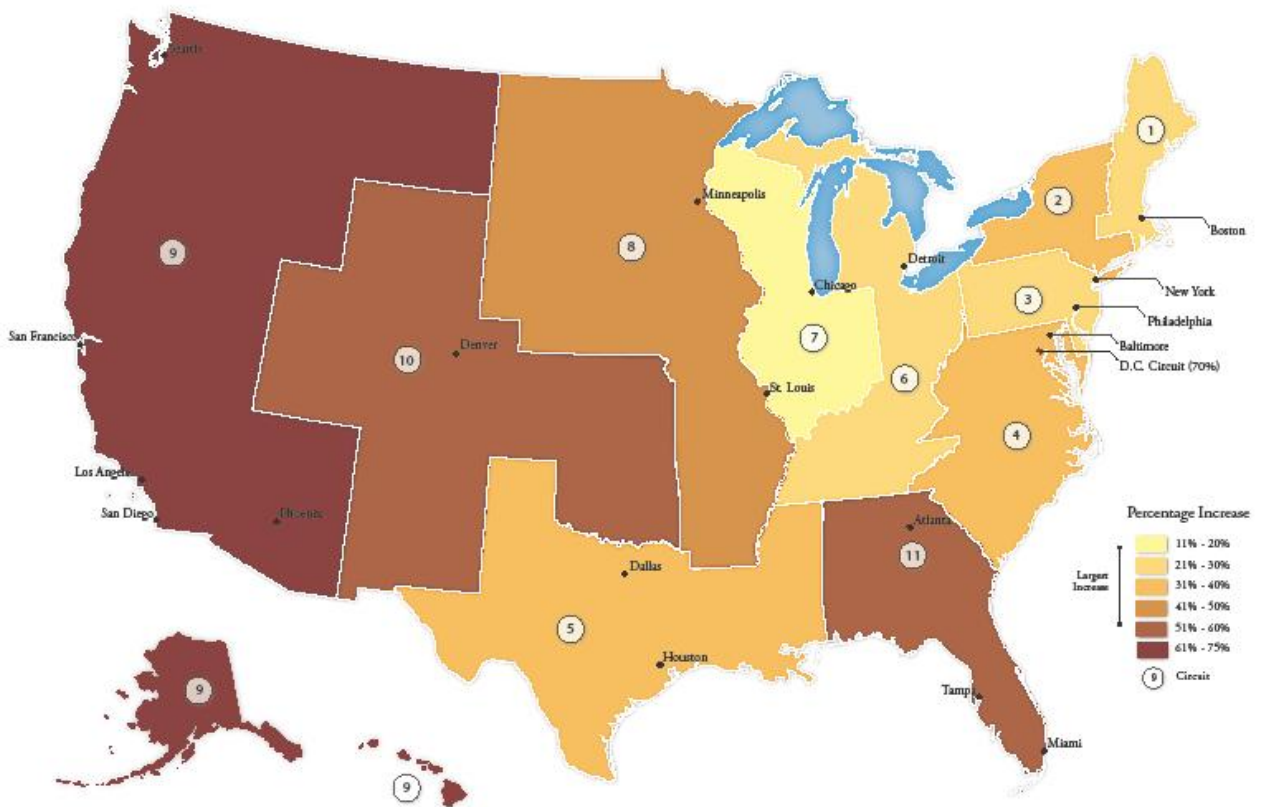 Seattle
1
Minneapolis
2
8
Boston
9
Detroit
Chicago
New York
3
Philadelphia
San Francisco
7
Baltimore
Denver
10
D.C. Circuit (70%)
6
St. Louis
4
Los Angeles
San Diego
Phoenix
Atlanta
11
Dallas
5
Houston
Tampa
Miami
9
9
Percentage Increase
11% - 20%
21% - 30%
Largest
Increase
31% - 40%
41% - 50%
51% - 60%
61% - 75%
9 Circuit